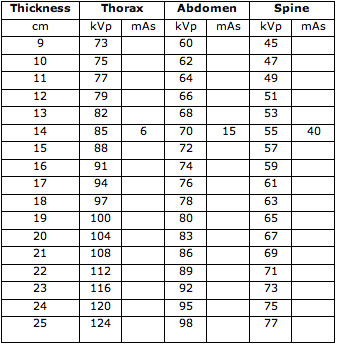 Thickness Thorax Abdomen Spine
cm kVp mAs kVp mAs kVp mAs
9 73 60 45
10 75 62 47
11 77 64 49
12 79 66 51
13 82 68 53
14 85 6 70 15 55 40
15 88 72 57
16 91 74 59
17 94 76 61
18 97 78 63
19 100 80 65
20 104 83 67
21 108 86 69
22 112 89 71
23 116 92 73
24 120 95 75
25 124 98 77